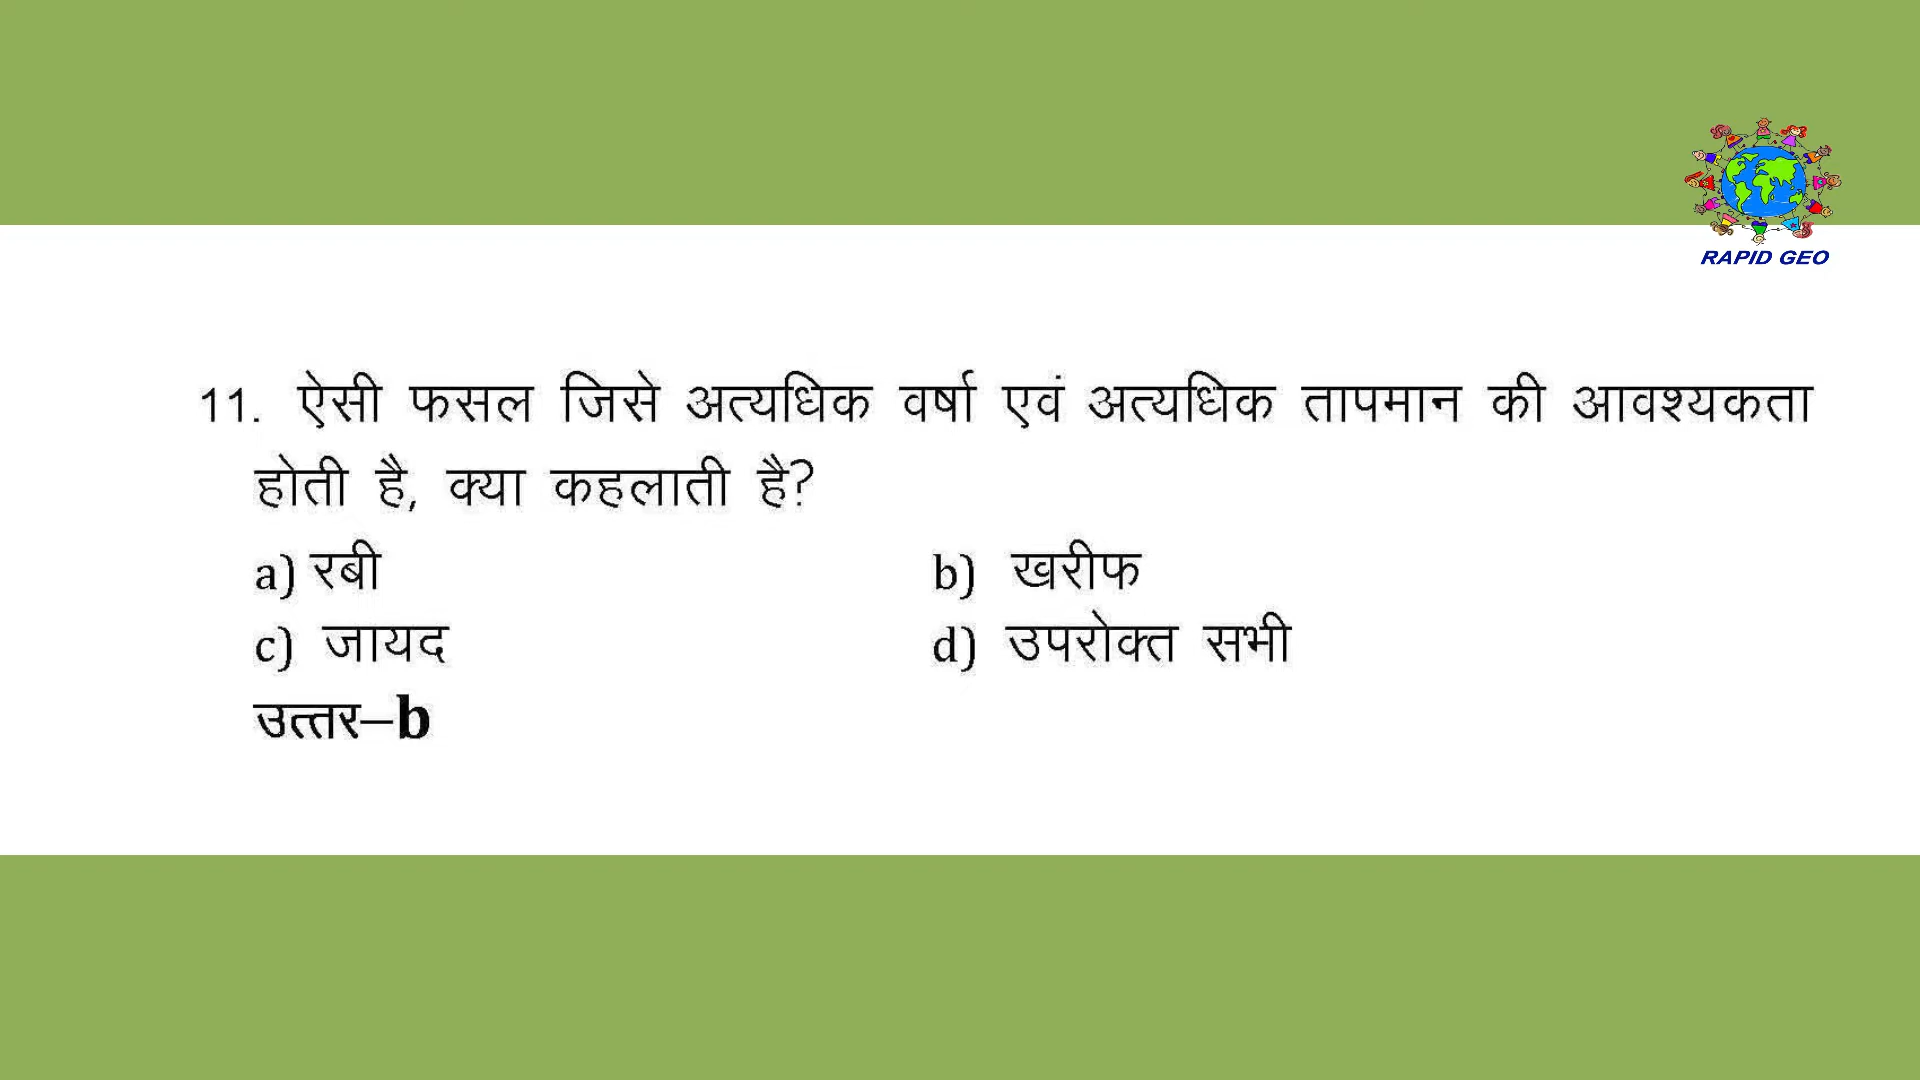 RAPID GEO
11. ऐसी फसल जिसे अत्यधिक वर्षा एवं अत्यधिक तापमान की आवश्यकता
होती है, क्या कहलाती है?
a) रबी b) खरीफ
c) जायद d) उपरोक्त सभी
उत्तर–b